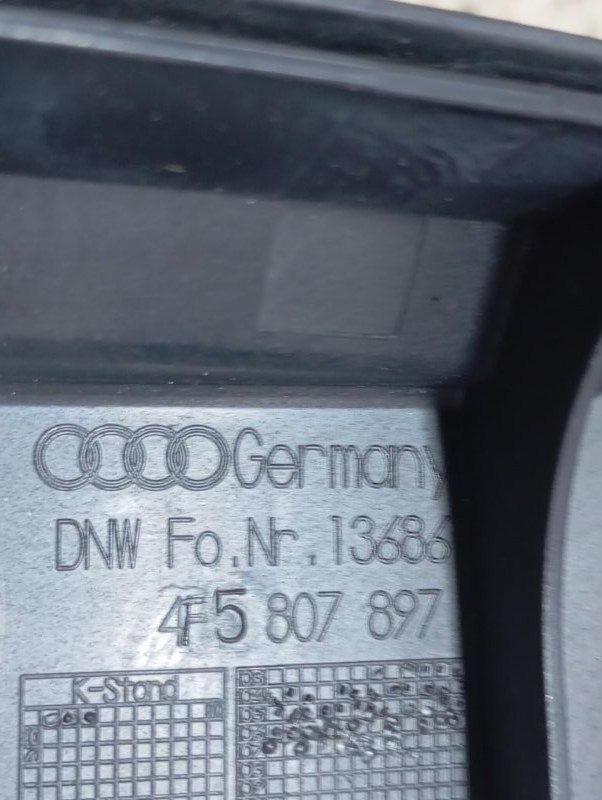 Germany
DNW Fo.Nr.13686
4F5 807 897
K-Stand